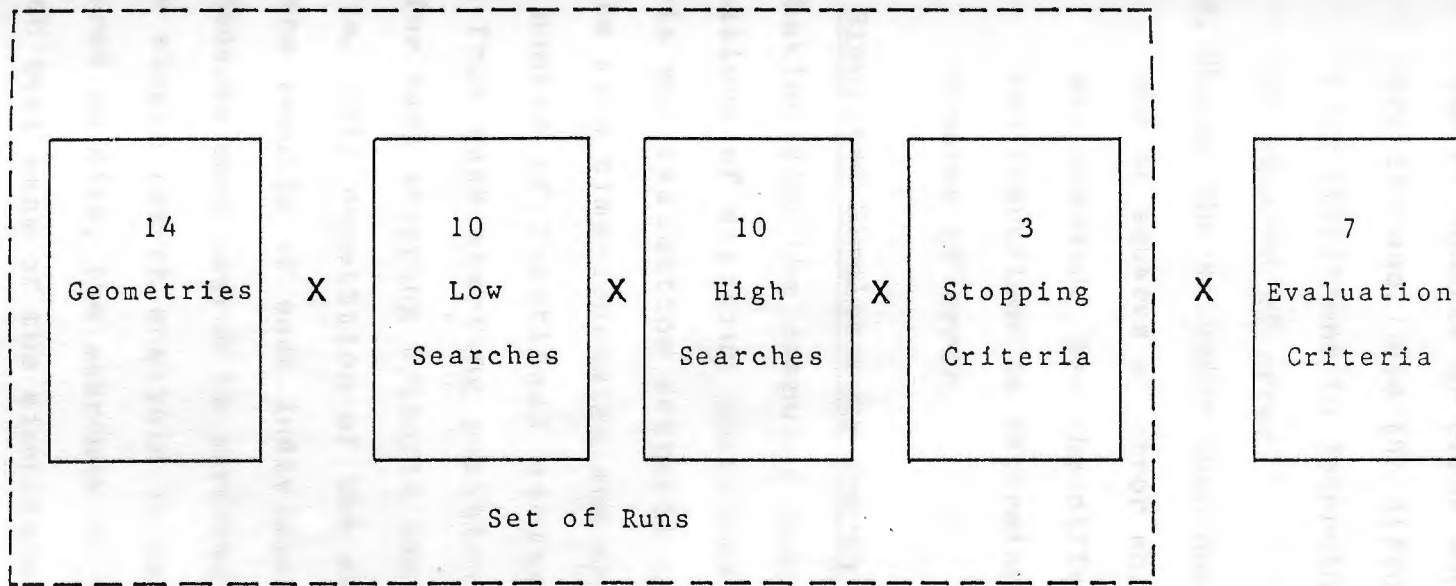 14
Geometries
X
10
Low
Searches
X
10
High
Searches
X
3
Stopping
Criteria
X
7
Evaluation
Criteria
Set of Runs